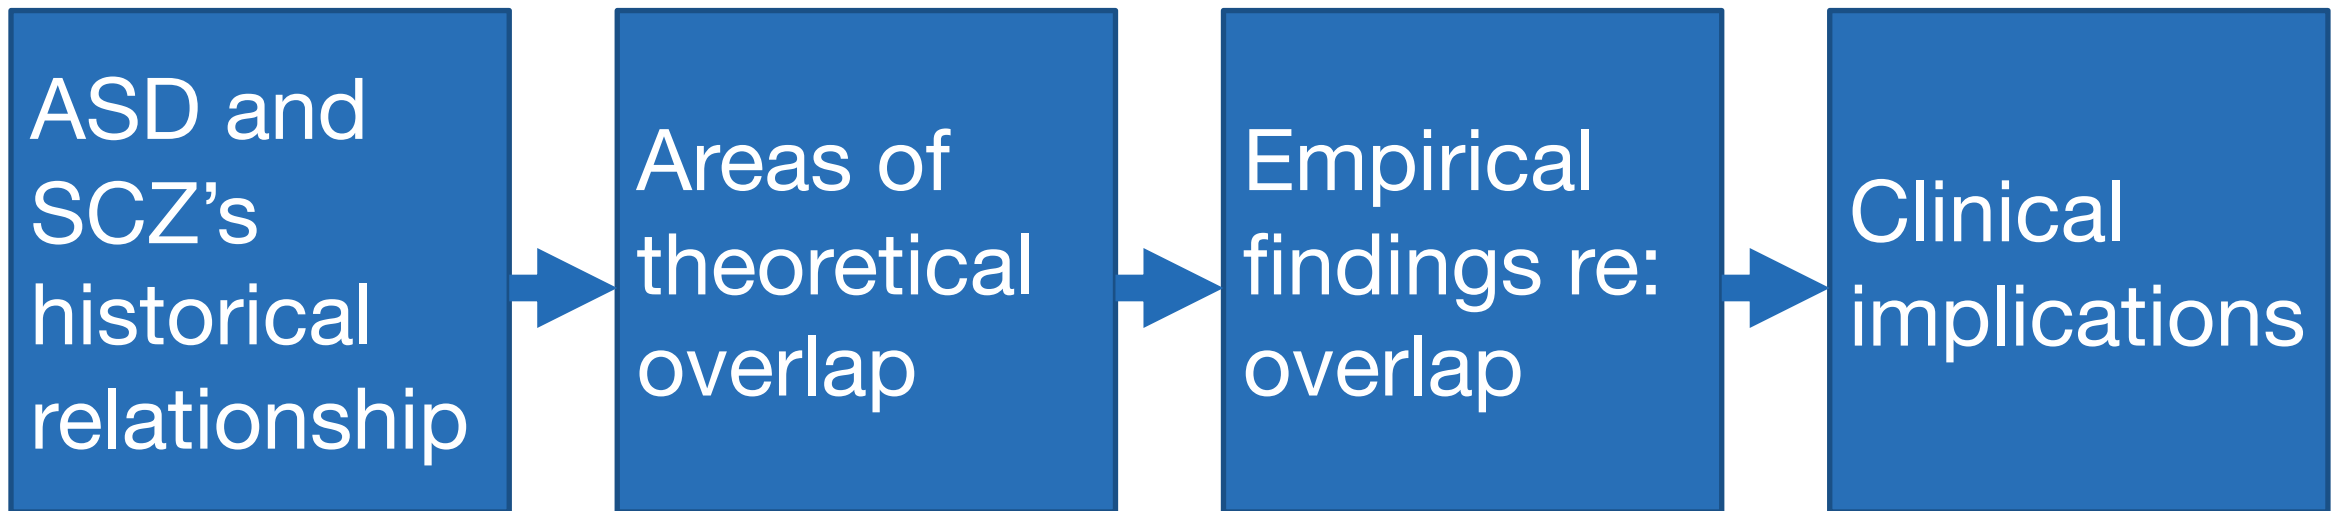 ASD and
SCZ’s
historical
relationship
Areas of
theoretical
overlap
Empirical
findings re:
overlap
Clinical
implications